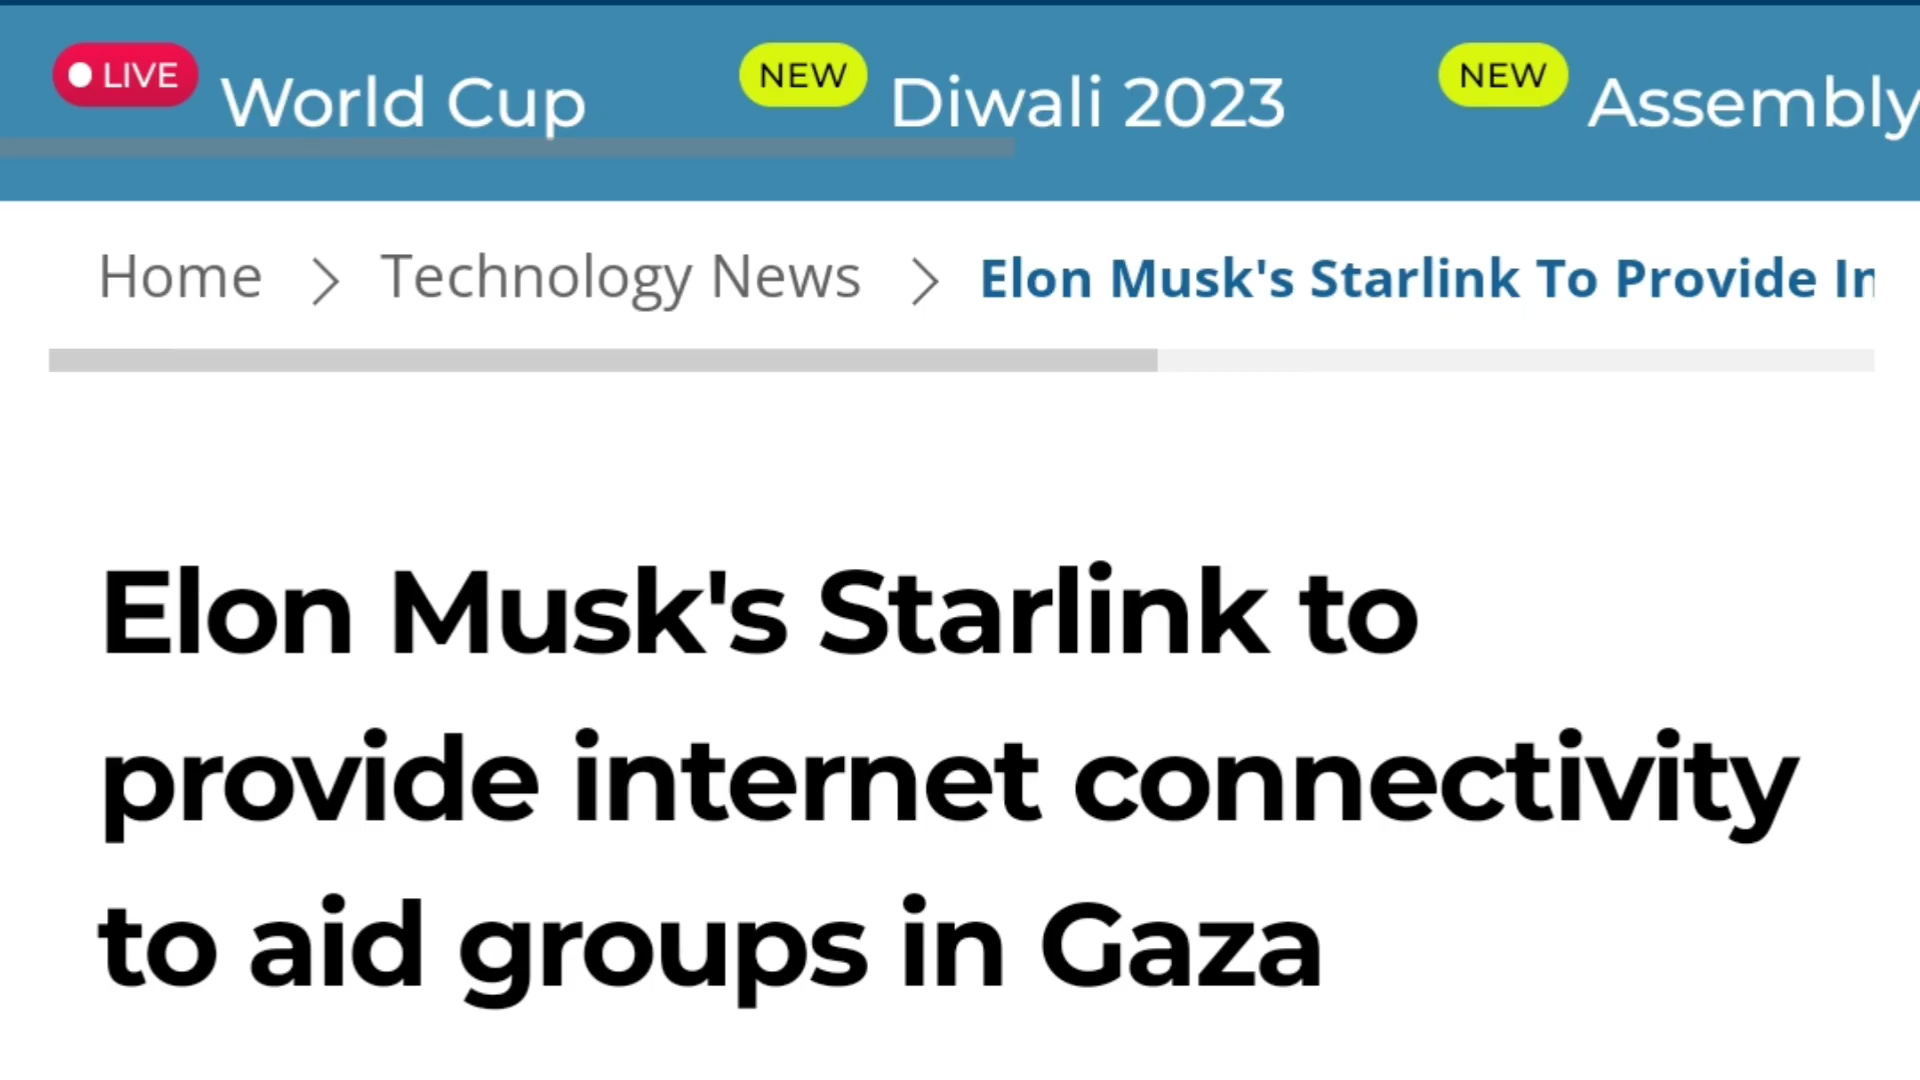 LIVE World Cup NEW Diwali 2023 NEW Assembly
Home > Technology News > Elon Musk's Starlink To Provide In
Elon Musk's Starlink to
provide internet connectivity
to aid groups in Gaza